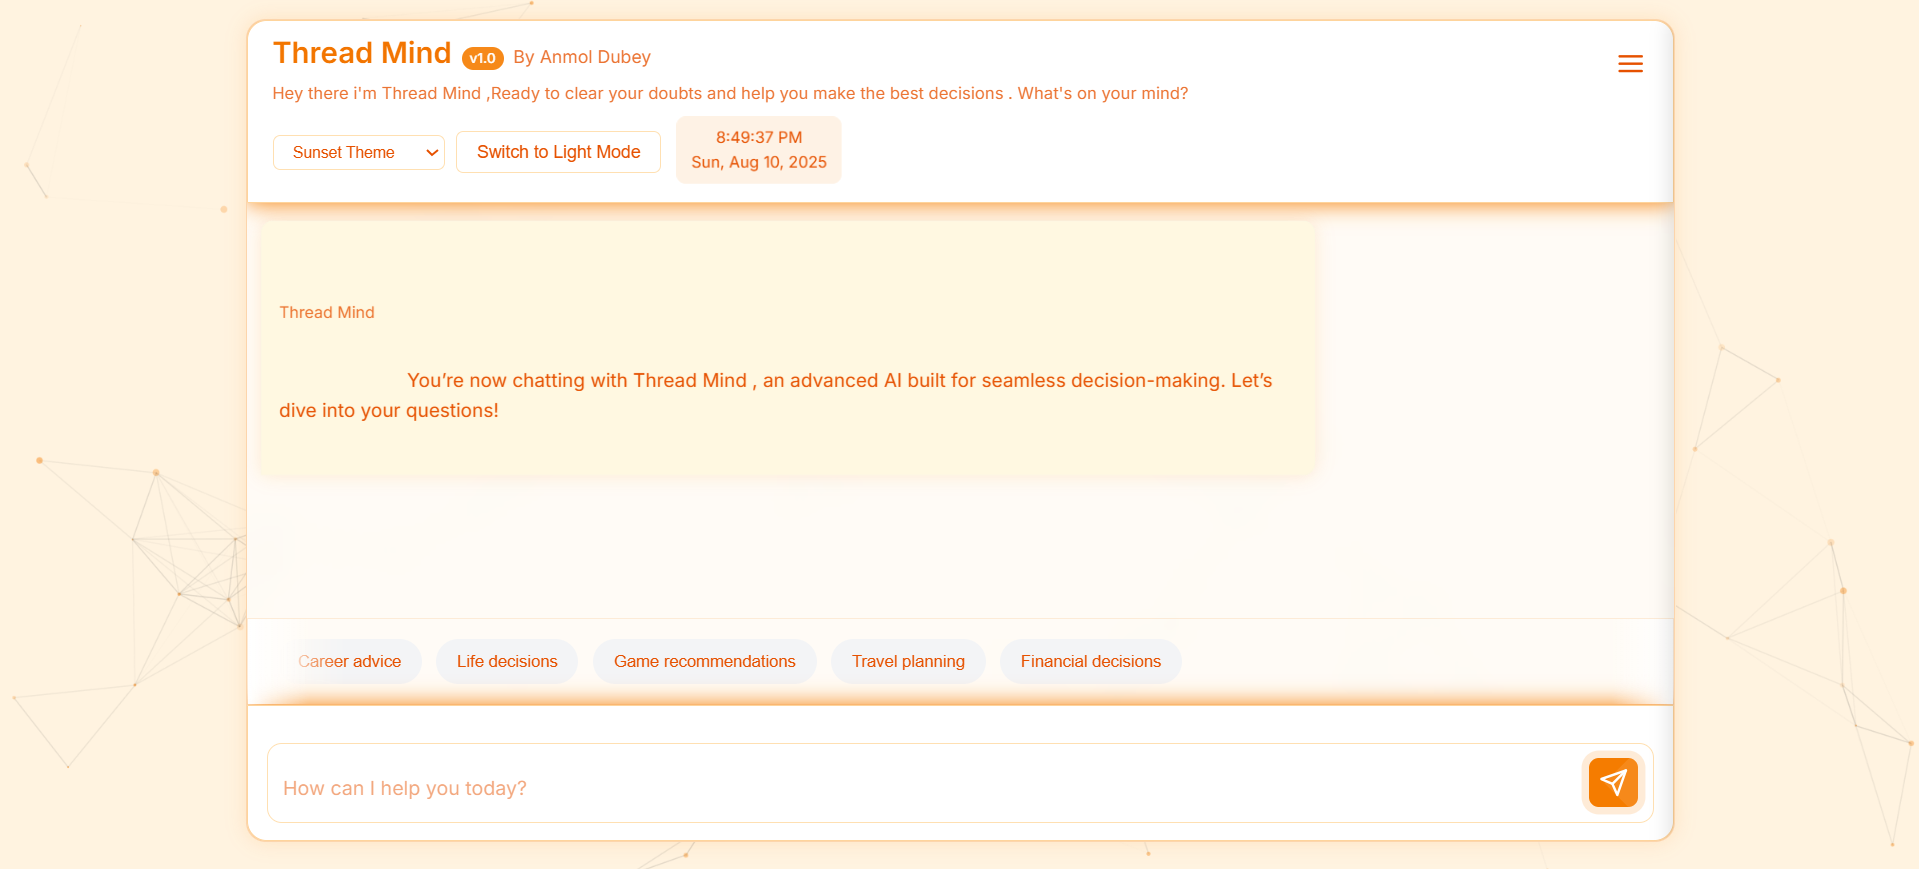 Thread Mind v1.0 By Anmol Dubey
Hey there i'm Thread Mind ,Ready to clear your doubts and help you make the best decisions . What's on your mind?
Sunset Theme
Switch to Light Mode
8:49:37 PM
Sun, Aug 10, 2025
Thread Mind
You’re now chatting with Thread Mind , an advanced AI built for seamless decision-making. Let’s
dive into your questions!
Career advice
Life decisions
Game recommendations
Travel planning
Financial decisions
How can I help you today?